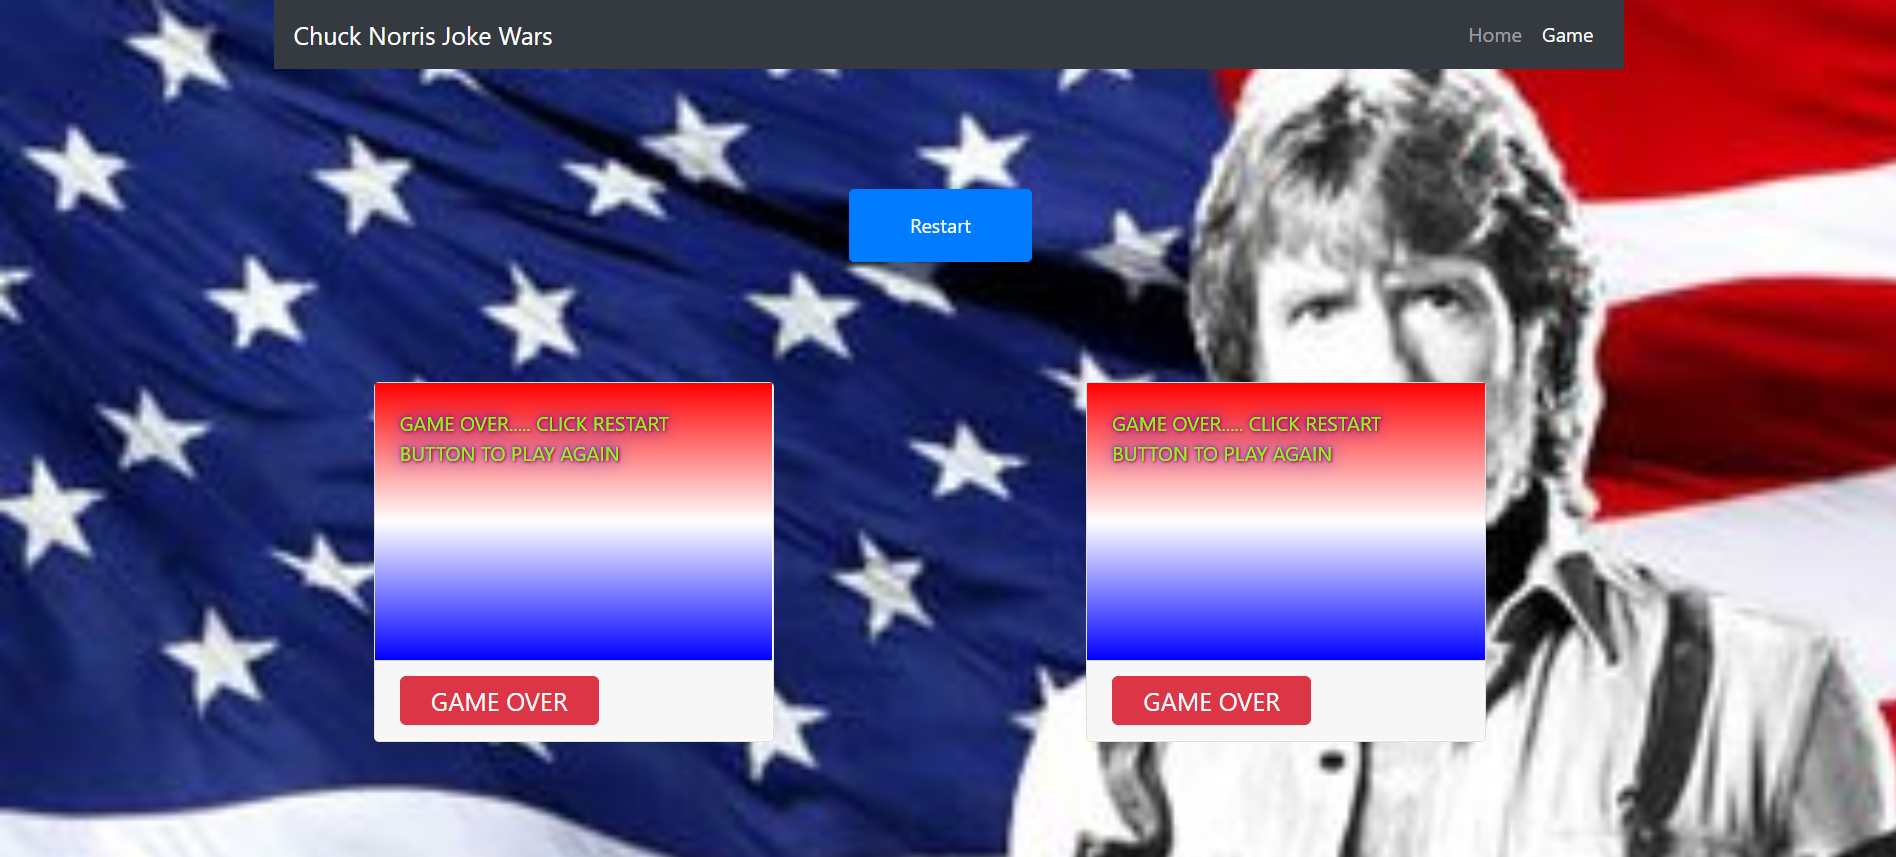 Chuck Norris Joke Wars
Home Game
Restart
GAME OVER..... CLICK RESTART
BUTTON TO PLAY AGAIN
GAME OVER
GAME OVER..... CLICK RESTART
BUTTON TO PLAY AGAIN
GAME OVER